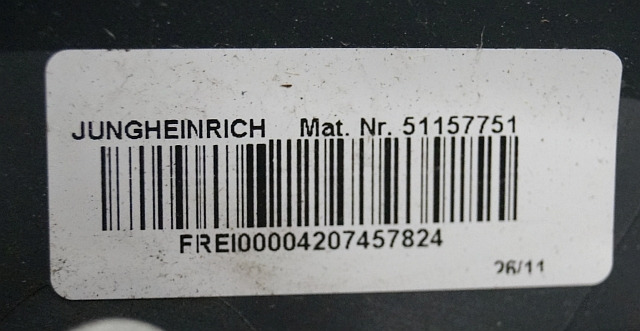 JUNGHEINRICH Mat. Nr. 51157751
FREI00004207457824
26/11